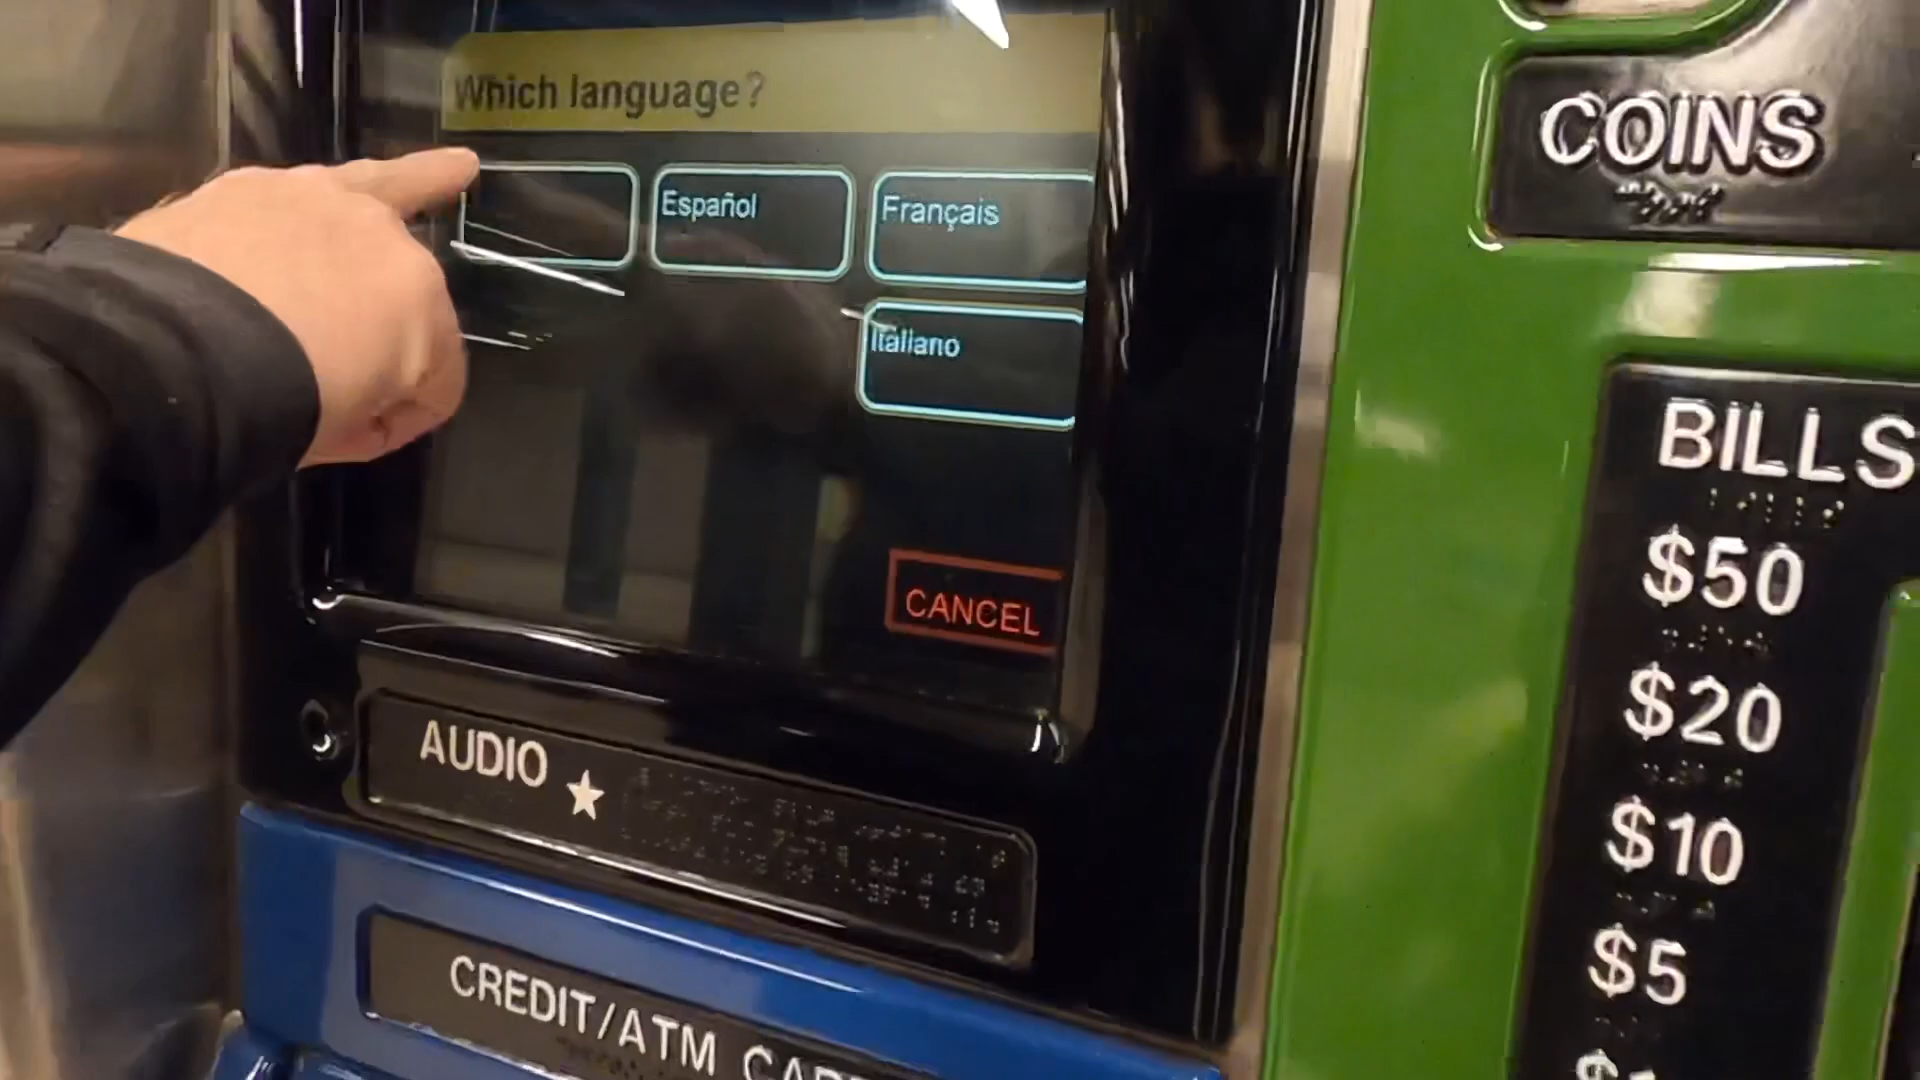 Which language?
Español
Français
Italiano
CANCEL
AUDIO
CREDIT/ATM
COINS
BILLS
$50
$20
$10
$5